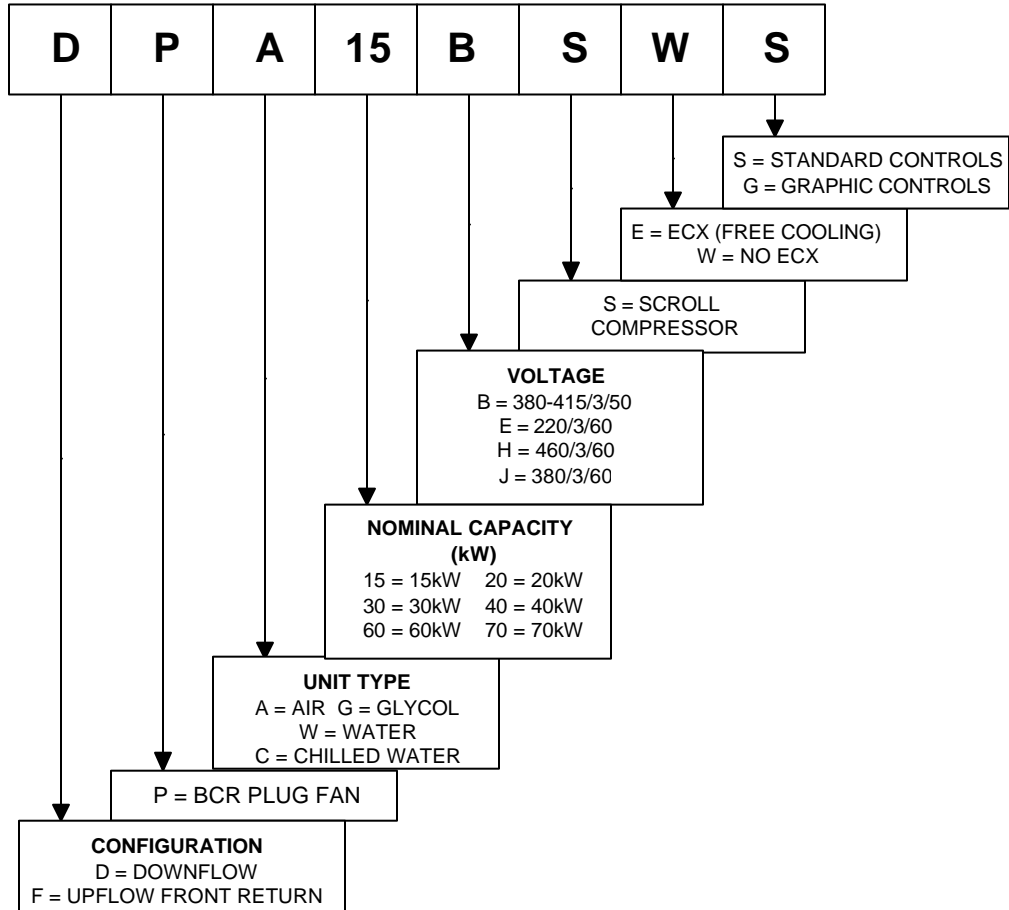 D P A 15 B S W S
S = STANDARD CONTROLS
G = GRAPHIC CONTROLS
E = ECX (FREE COOLING)
W = NO ECX
S = SCROLL
COMPRESSOR
VOLTAGE
B = 380-415/3/50
E = 220/3/60
H = 460/3/60
J = 380/3/60
NOMINAL CAPACITY
(kW)
15 = 15kW 20 = 20kW
30 = 30kW 40 = 40kW
60 = 60kW 70 = 70kW
UNIT TYPE
A = AIR G = GLYCOL
W = WATER
C = CHILLED WATER
P = BCR PLUG FAN
CONFIGURATION
D = DOWNFLOW
F = UPFLOW FRONT RETURN